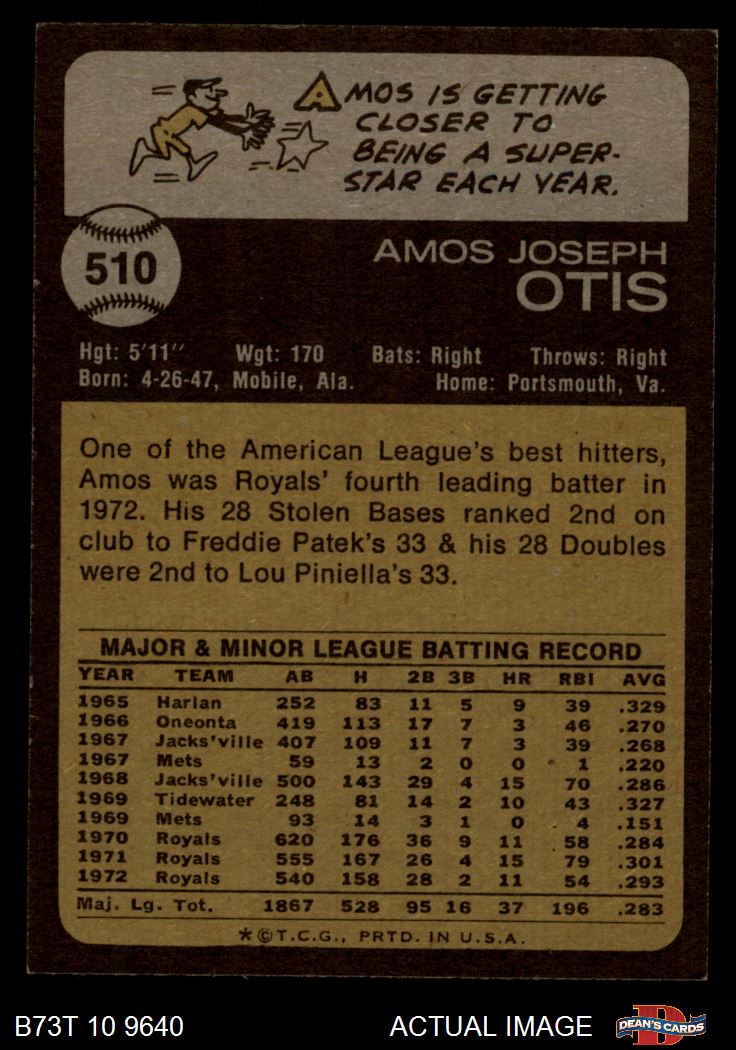 AMOS IS GETTING
CLOSER TO
BEING A SUPER-
STAR EACH YEAR.
510
AMOS JOSEPH
OTIS
Hgt: 5'11" Wgt: 170 Bats: Right Throws: Right
Born: 4-26-47, Mobile, Ala. Home: Portsmouth, Va.
One of the American League's best hitters,
Amos was Royals' fourth leading batter in
1972. His 28 Stolen Bases ranked 2nd on
club to Freddie Patek's 33 & his 28 Doubles
were 2nd to Lou Piniella's 33.
MAJOR & MINOR LEAGUE BATTING RECORD
YEAR TEAM AB H 2B 3B HR RBI AVG
1965 Harlan 252 83 11 5 9 39 .329
1966 Oneonta 419 113 17 7 3 46 .270
1967 Jacks'ville 407 109 11 7 3 39 .268
1967 Mets 59 13 2 0 0 1 .220
1968 Jacks'ville 500 143 29 4 15 70 .286
1969 Tidewater 248 81 14 2 10 43 .327
1969 Mets 93 14 3 1 0 4 .151
1970 Royals 620 176 36 9 11 58 .284
1971 Royals 555 167 26 4 15 79 .301
1972 Royals 540 158 28 2 11 54 .293
Maj. Lg. Tot. 1867 528 95 16 37 196 .283
*©T.C.G., PRTD. IN U.S.A.
B73T 10 9640 ACTUAL IMAGE D DEAN'S CARDS